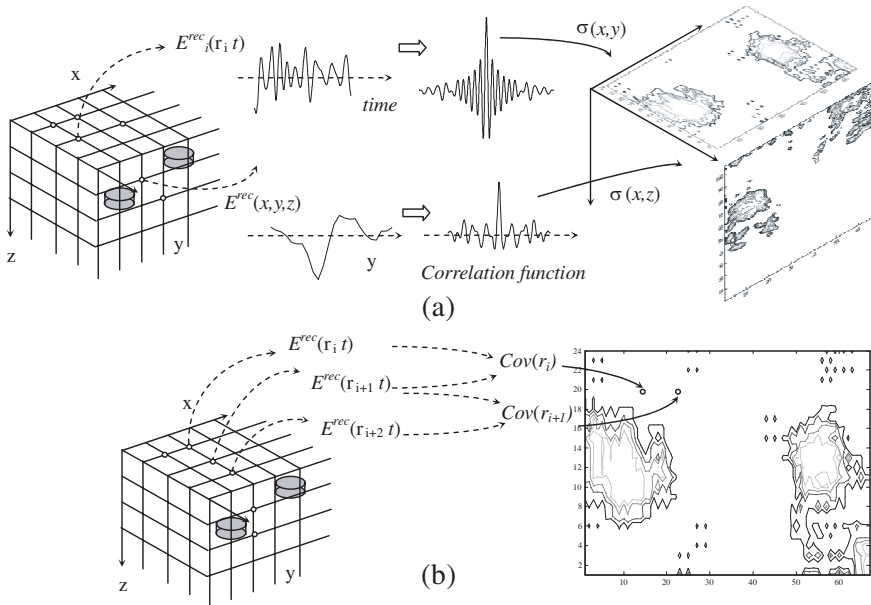 E^rec_i(r_i t)
x
time
σ(x,y)
E^rec(x,y,z)
σ(x,z)
z
y
y
Correlation function
(a)
E^rec(r_i t)
Cov(r_i)
E^rec(r_i+1 t)
x
Cov(r_i+1)
E^rec(r_i+2 t)
z
y
(b)
24
22
20
18
16
14
12
10
8
6
4
2
10 20 30 40 50 60